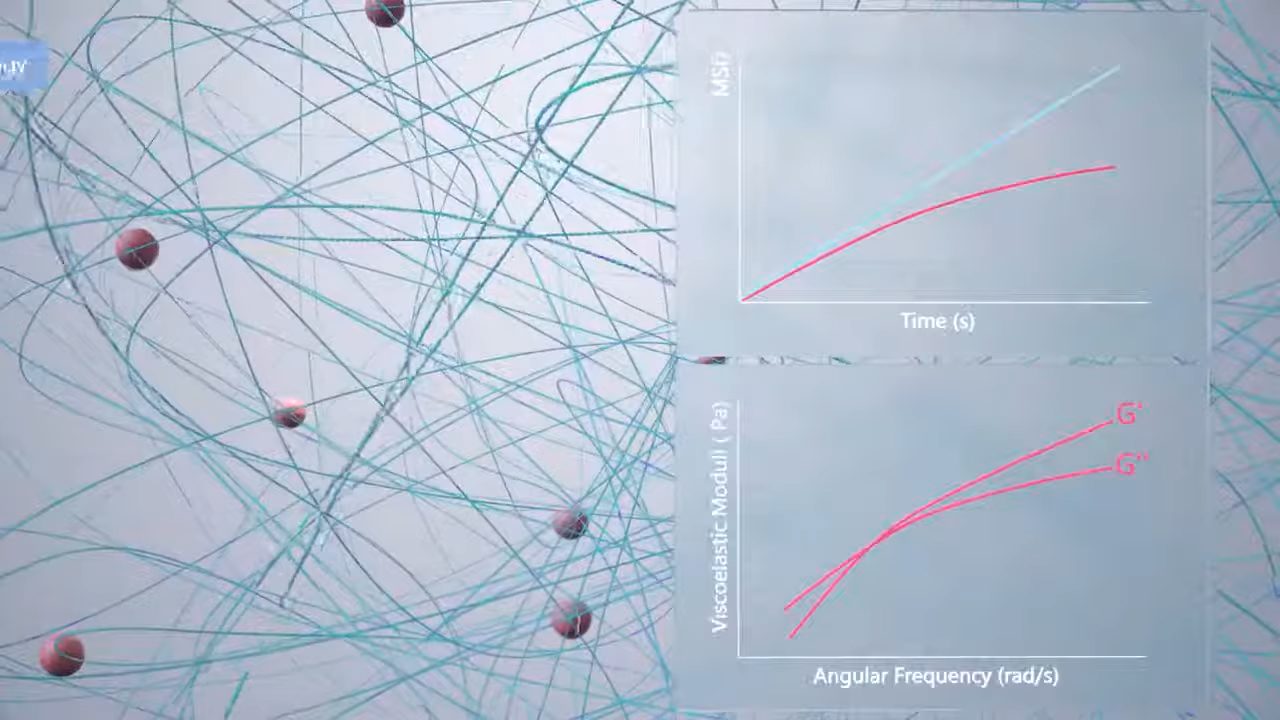 MSD
Time (s)
Viscoelastic Moduli ( Pa)
G'
G''
Angular Frequency (rad/s)